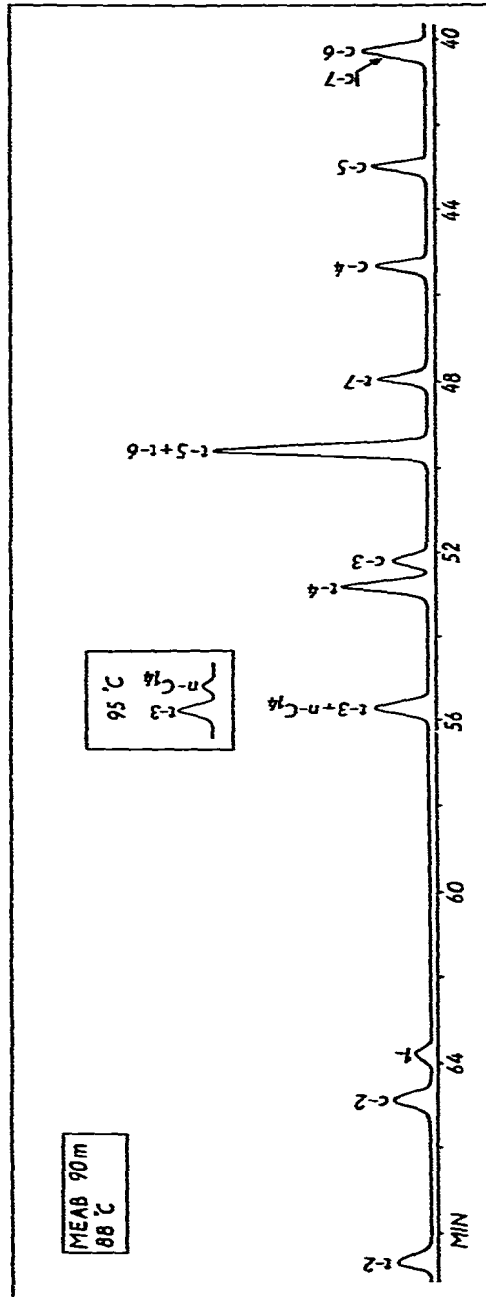 40
c-6
c-7
c-5
44
c-4
t-7
48
t-5 + t-6
52
c-3
t-4
95 °C
n-C₁₄
t-3
t-3+n-C₁₄
56
60
1-
64
c-2
MEAB 90m
88 °C
MIN
t-2